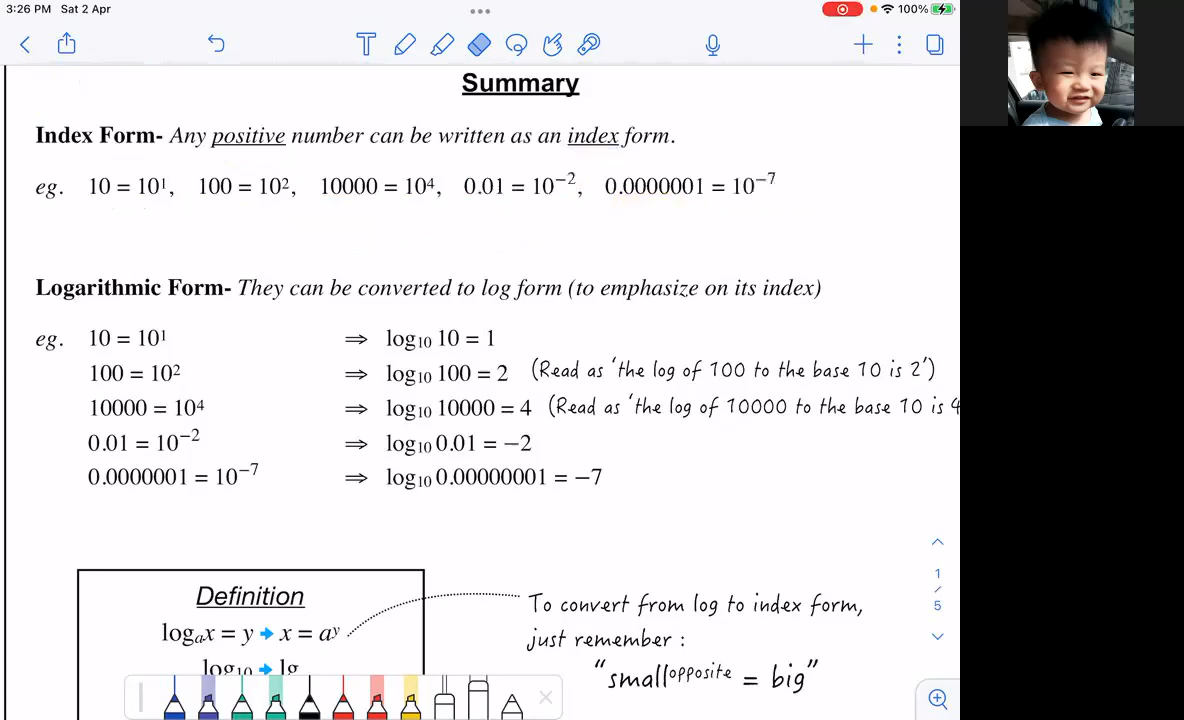 3:26 PM Sat 2 Apr 100%
Summary
Index Form- Any positive number can be written as an index form.
eg. 10 = 10¹, 100 = 10², 10000 = 10⁴, 0.01 = 10⁻², 0.0000001 = 10⁻⁷
Logarithmic Form- They can be converted to log form (to emphasize on its index)
eg. 10 = 10¹ ⇒ log₁₀ 10 = 1
100 = 10² ⇒ log₁₀ 100 = 2 (Read as 'the log of 100 to the base 10 is 2')
10000 = 10⁴ ⇒ log₁₀ 10000 = 4 (Read as 'the log of 10000 to the base 10 is 4
0.01 = 10⁻² ⇒ log₁₀ 0.01 = −2
0.0000001 = 10⁻⁷ ⇒ log₁₀ 0.00000001 = −7
Definition
logₐx = y → x = aʸ
log₁₀ → lg
To convert from log to index form,
just remember :
"small^opposite = big"
1
/
5